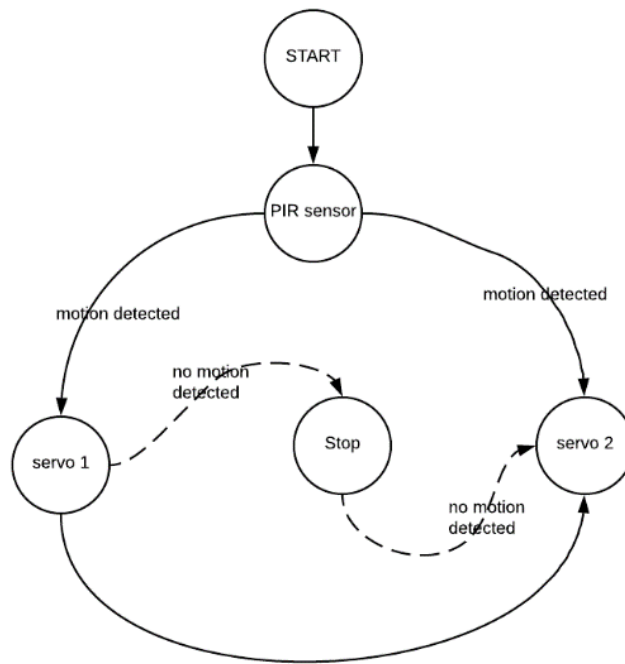 START
PIR sensor
motion detected
motion detected
no motion
detected
Stop
servo 1
servo 2
no motion
detected